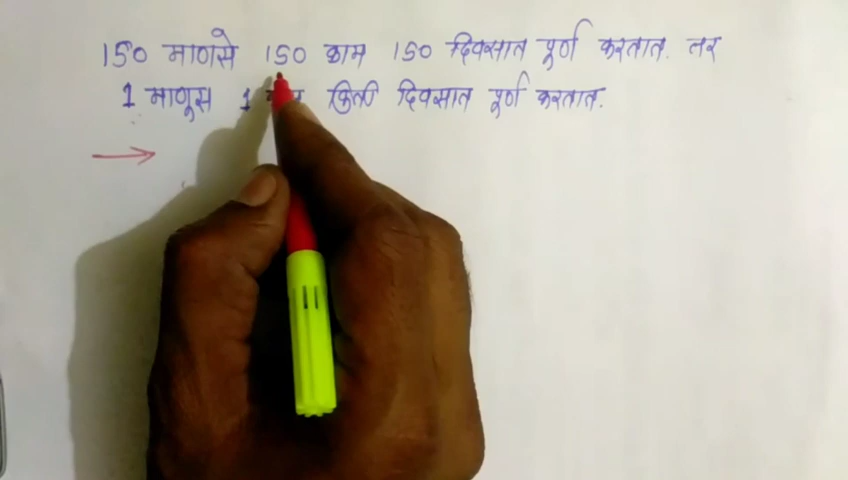 150 माणसे 150 काम 150 दिवसात पूर्ण करतात. तर
1 माणूस 1 किती दिवसात पूर्ण करतात.